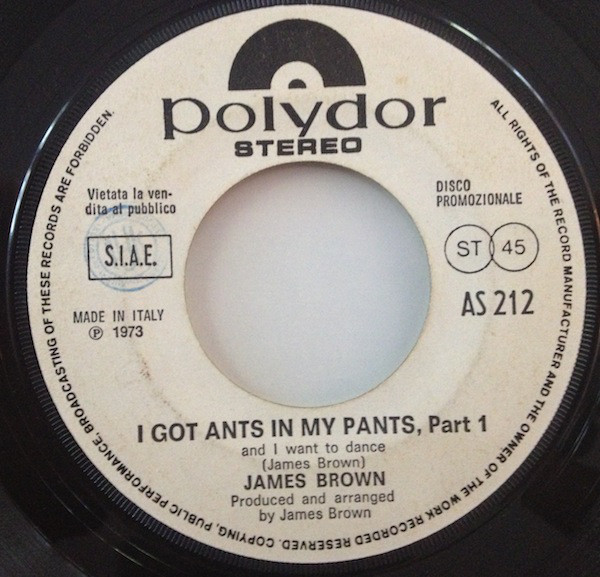 polydor
STEREO
Vietata la ven-
dita al pubblico
S.I.A.E.
MADE IN ITALY
℗ 1973
DISCO
PROMOZIONALE
ST 45
AS 212
I GOT ANTS IN MY PANTS, Part 1
and I want to dance
(James Brown)
JAMES BROWN
Produced and arranged
by James Brown
ALL RIGHTS OF THE RECORD MANUFACTURER AND THE OWNER OF THE WORK RECORDED RESERVED. COPYING, PUBLIC PERFORMANCE, BROADCASTING OF THESE RECORDS ARE FORBIDDEN.